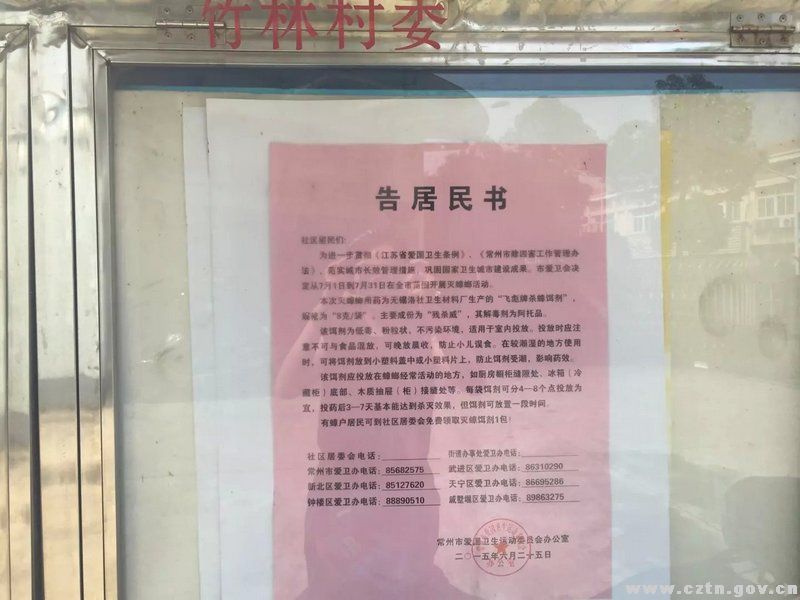 竹林村委
告居民书
社区居民们:
为进一步贯彻《江苏省爱国卫生条例》、《常州市除四害工作管理办
法》、落实城市长效管理措施,巩固国家卫生城市建设成果。市爱卫会决
定从7月1日到7月31日在全市范围开展灭蟑螂活动。
本次灭蟑螂用药为无锡洛社卫生材料厂生产的“飞彪牌杀蟑饵剂”,
规格为“8克/袋”。主要成份为“残杀威”,其解毒剂为阿托品。
该饵剂为低毒、粉粒状、不污染环境,适用于室内投放。投放时应注
意不可与食品混放,可晚放晨收,防止小儿误食。在较潮湿的地方使用
时,可将饵剂放到小塑料盖中或小塑料片上,防止饵剂受潮,影响药效。
该饵剂应投放在蟑螂经常活动的地方,如厨房橱柜缝隙处、冰箱(冷
藏柜)底部、木质抽屉(柜)接缝处等。每袋饵剂可分4—8个点投放为
宜,投药后3—7天基本能达到杀灭效果,但饵剂可放置一段时间。
有蟑户居民可到社区居委会免费领取灭蟑饵剂1包!
社区居委会电话: 街道办事处爱卫办电话:
常州市爱卫办电话: 85682575 武进区爱卫办电话: 86310290
新北区爱卫办电话: 85127620 天宁区爱卫办电话: 86695286
钟楼区爱卫办电话: 88890510 戚墅堰区爱卫办电话: 89863275
常州市爱国卫生运动委员会办公室
二〇一五年六月二十五日
www.cztn.gov.cn